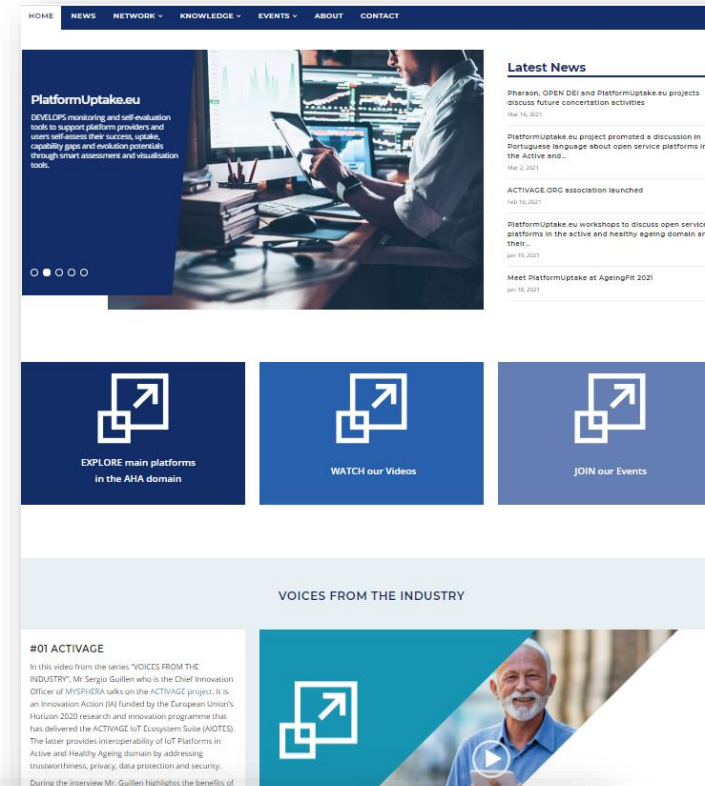 HOME NEWS NETWORK KNOWLEDGE EVENTS ABOUT CONTACT
PlatformUptake.eu
DEVELOPS monitoring and self-evaluation
tools to support platform providers and
users self-assess their success, uptake,
capability gaps and evolution potentials
through smart assessment and visualisation
tools.
Latest News
Pharaon, OPEN DEI and PlatformUptake.eu projects
discuss future concertation activities
Mar 16, 2021
PlatformUptake.eu project promoted a discussion in
Portuguese language about open service platforms in
the Active and...
Mar 2, 2021
ACTIVAGE.ORG association launched
Feb 10, 2021
PlatformUptake.eu workshops to discuss open service
platforms in the active and healthy ageing domain an
their...
Jan 19, 2021
Meet PlatformUptake at AgeingFit 2021
Jan 18, 2021
EXPLORE main platforms
in the AHA domain
WATCH our Videos
JOIN our Events
VOICES FROM THE INDUSTRY
#01 ACTIVAGE
In this video from the series "VOICES FROM THE
INDUSTRY", Mr Sergio Guillen who is the Chief Innovation
Officer of MYSPHERA talks on the ACTIVAGE project. It is
an Innovation Action (IA) funded by the European Union's
Horizon 2020 research and innovation programme that
has delivered the ACTIVAGE IoT Ecosystem Suite (AIOTES).
The latter provides interoperability of IoT Platforms in
Active and Healthy Ageing domain by addressing
trustworthiness, privacy, data protection and security.
During the interview Mr. Guillen highlights the benefits of